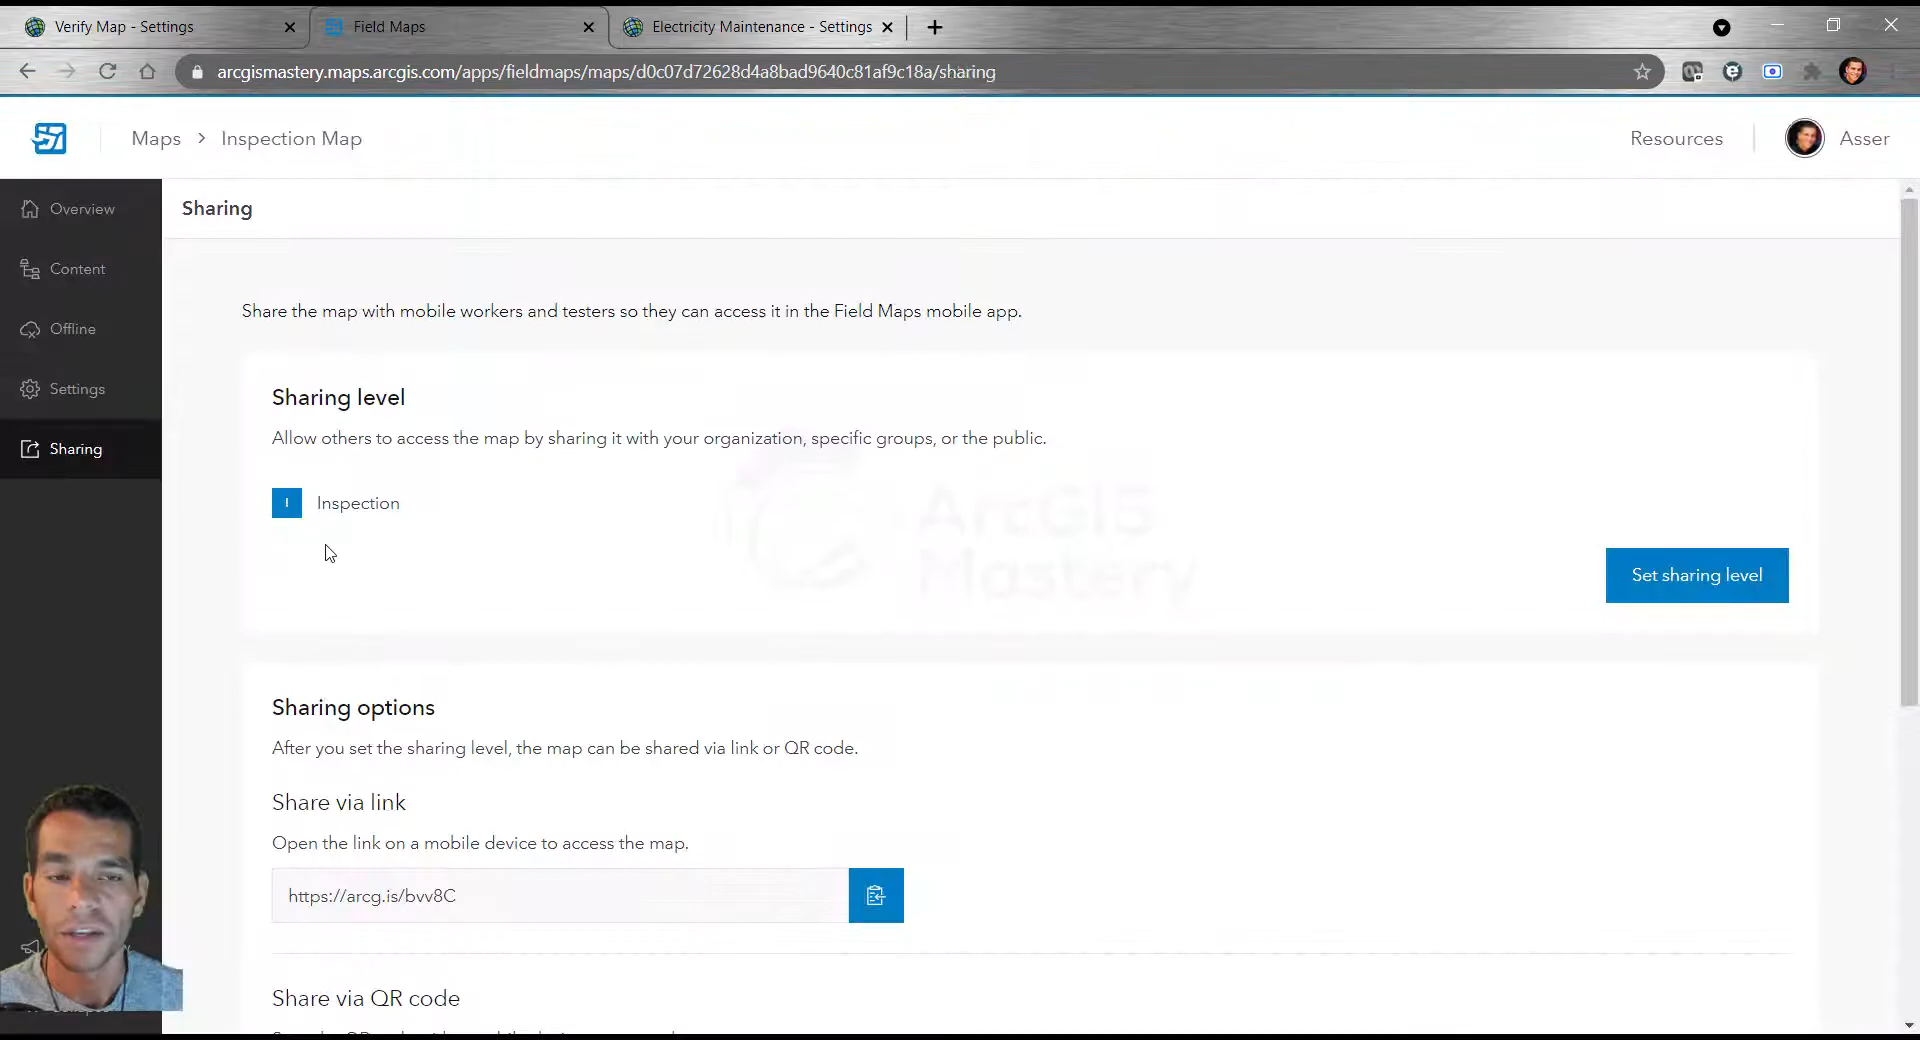 Verify Map - Settings
Field Maps
Electricity Maintenance - Settings
arcgismastery.maps.arcgis.com/apps/fieldmaps/maps/d0c07d72628d4a8bad9640c81af9c18a/sharing
Maps > Inspection Map
Resources
Asser
Overview
Content
Offline
Settings
Sharing
Sharing
Share the map with mobile workers and testers so they can access it in the Field Maps mobile app.
Sharing level
Allow others to access the map by sharing it with your organization, specific groups, or the public.
I Inspection
ArcGIS
Mastery
Set sharing level
Sharing options
After you set the sharing level, the map can be shared via link or QR code.
Share via link
Open the link on a mobile device to access the map.
https://arcg.is/bvv8C
Share via QR code